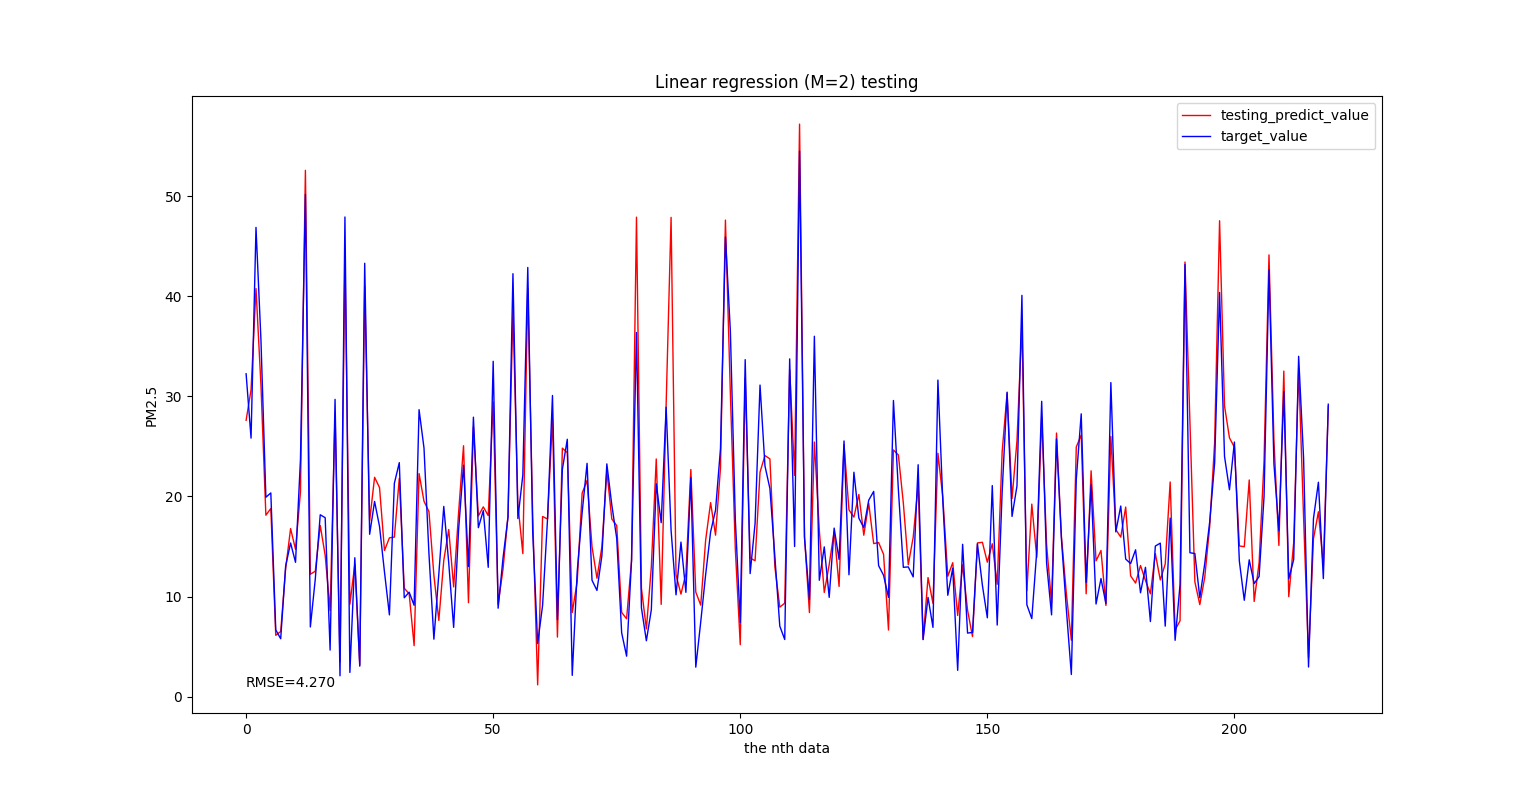 Linear regression (M=2) testing
testing_predict_value
target_value
PM2.5
50
40
30
20
10
0
RMSE=4.270
0
50
100
150
200
the nth data